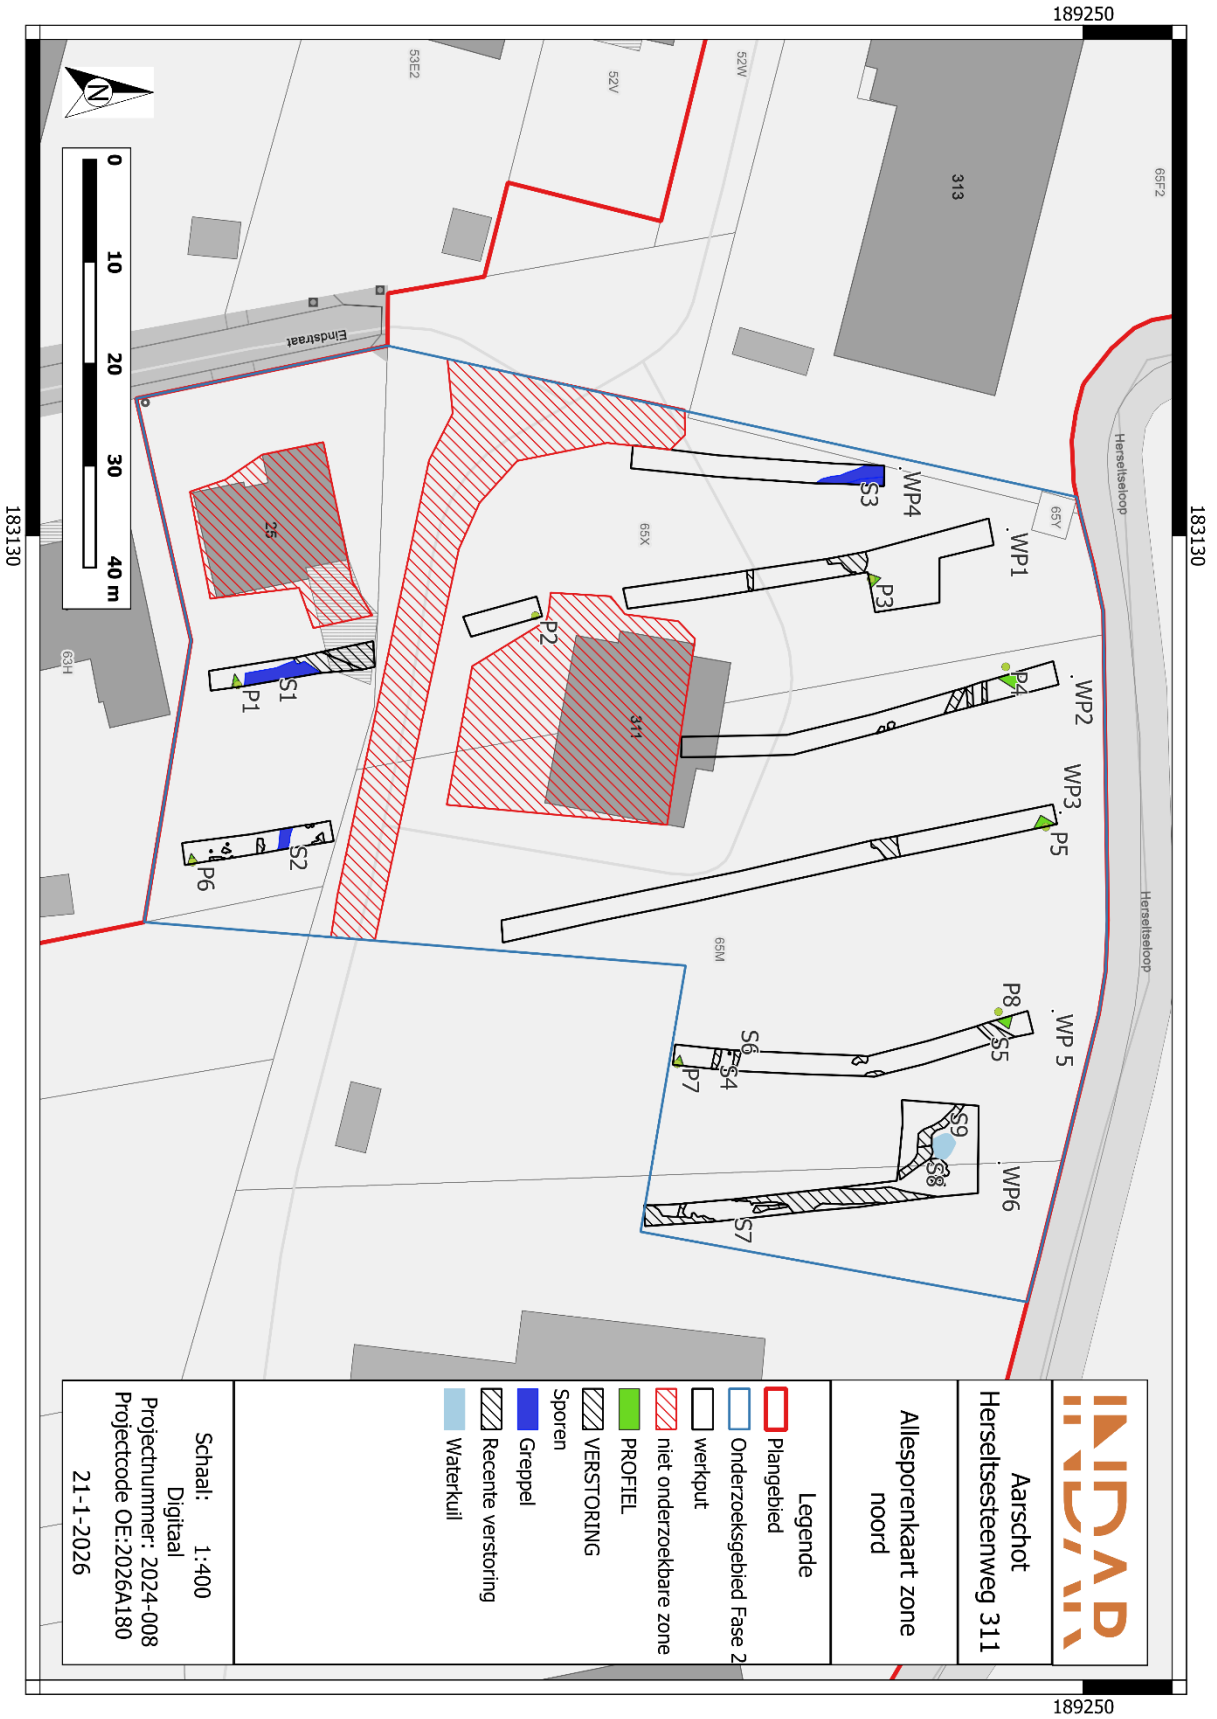 INDAR
Aarschot
Herseltsesteenweg 311
Allesporenkaart zone
noord
Legende
Plangebied
Onderzoeksgebied Fase 2
werkput
niet onderzoekbare zone
PROFIEL
VERSTORING
Sporen
Greppel
Recente verstoring
Waterkuil
Schaal: 1:400
Digitaal
Projectnummer: 2024-008
Projectcode OE:2026A180
21-1-2026
189250
189250
183130
183130
N
0
10
20
30
40 m
53E2
52V
52W
313
65F2
Herseltseloop
Herseltseloop
Eindstraat
65Y
65X
65M
63H
25
311
WP4
S3
WP1
P3
P2
P4
WP2
WP3
P5
S1
P1
S2
P6
P8
WP 5
S5
S6
S4
P7
S9
S8
WP6
S7